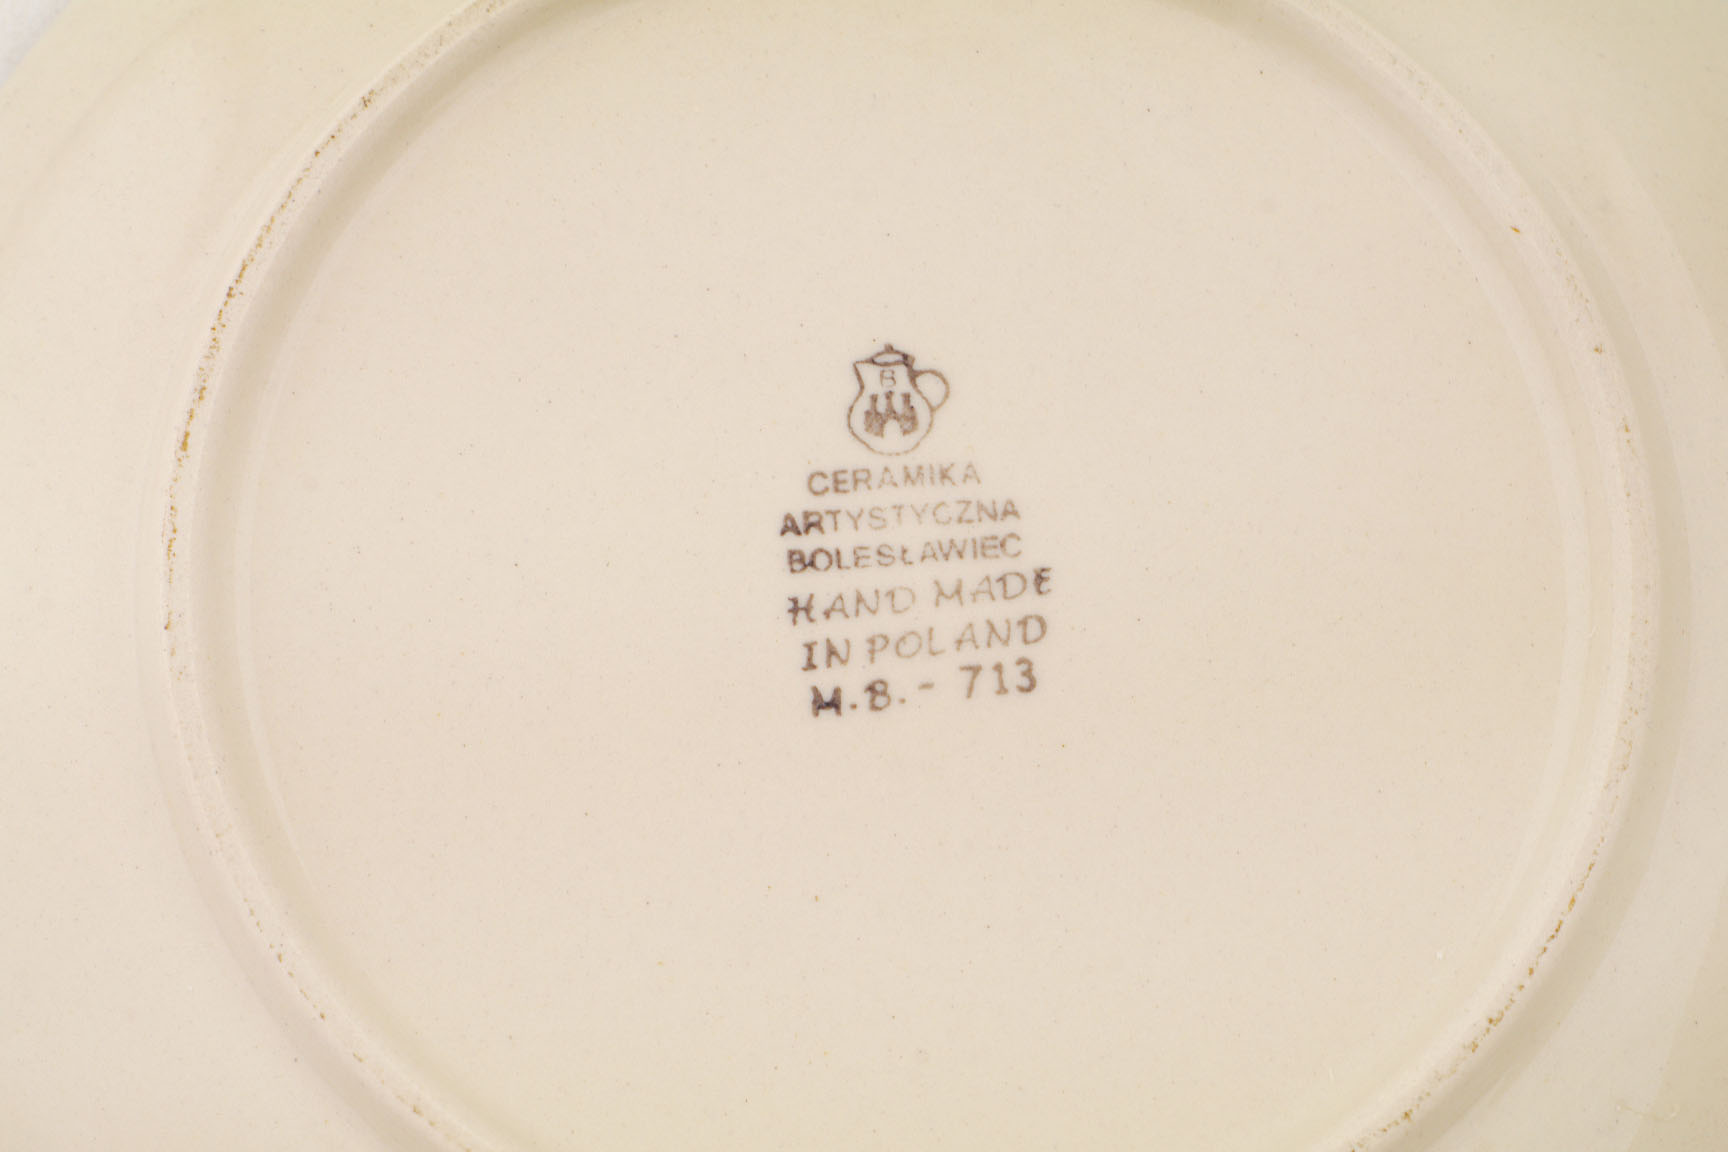 B
CERAMIKA
ARTYSTYCZNA
BOLESŁAWIEC
HAND MADE
IN POLAND
M.B.- 713